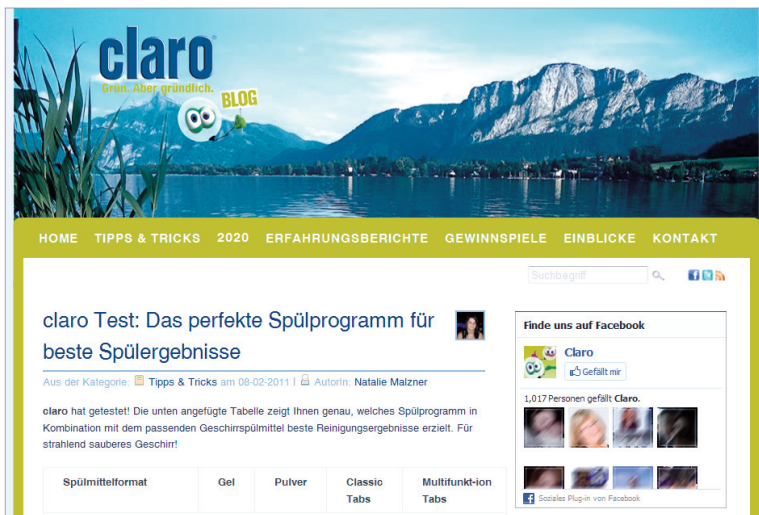 claro
Grün. Aber gründlich.
BLOG
HOME TIPPS & TRICKS 2020 ERFAHRUNGSBERICHTE GEWINNSPIELE EINBLICKE KONTAKT
Suchbegriff
claro Test: Das perfekte Spülprogramm für
beste Spülergebnisse
Aus der Kategorie: Tipps & Tricks am 08-02-2011 | AutorIn: Natalie Malzner
claro hat getestet! Die unten angefügte Tabelle zeigt Ihnen genau, welches Spülprogramm in
Kombination mit dem passenden Geschirrspülmittel beste Reinigungsergebnisse erzielt. Für
strahlend sauberes Geschirr!
Spülmittelformat Gel Pulver Classic Multifunkt-ion
Tabs Tabs
Finde uns auf Facebook
Claro
Gefällt mir
1,017 Personen gefällt Claro.
Soziales Plug-in von Facebook